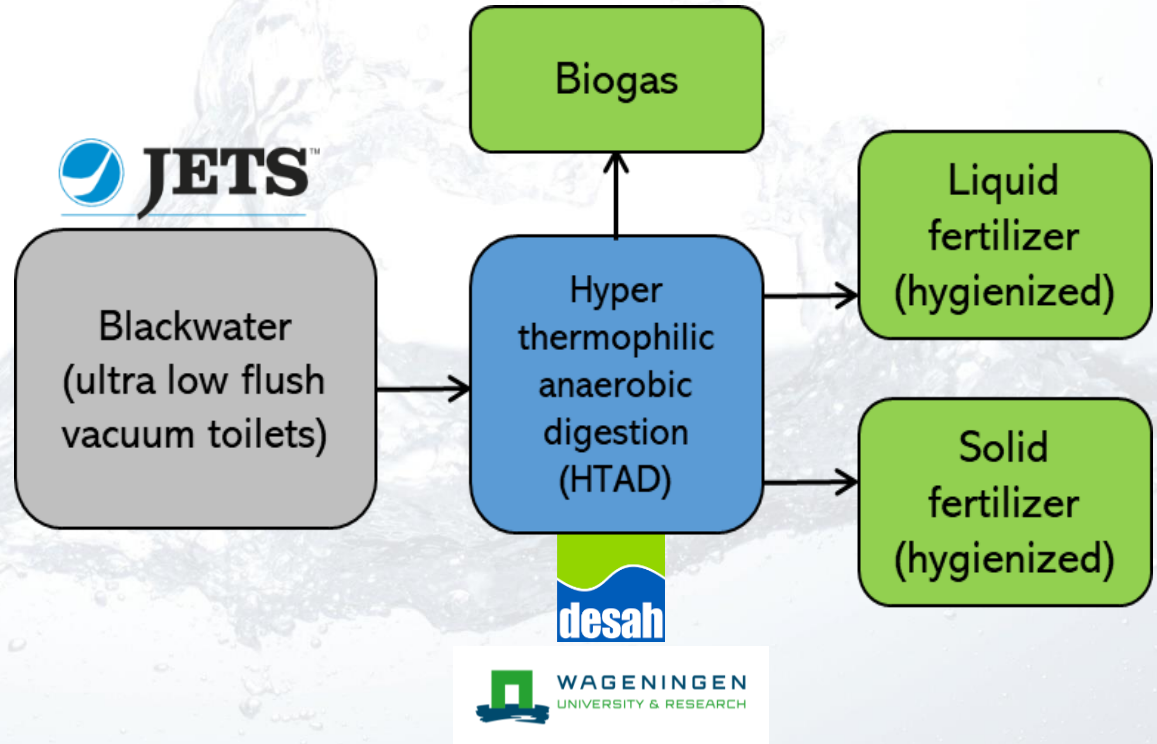 JETS™
Blackwater
(ultra low flush
vacuum toilets)
Biogas
Hyper
thermophilic
anaerobic
digestion
(HTAD)
Liquid
fertilizer
(hygienized)
Solid
fertilizer
(hygienized)
desah
WAGENINGEN
UNIVERSITY & RESEARCH